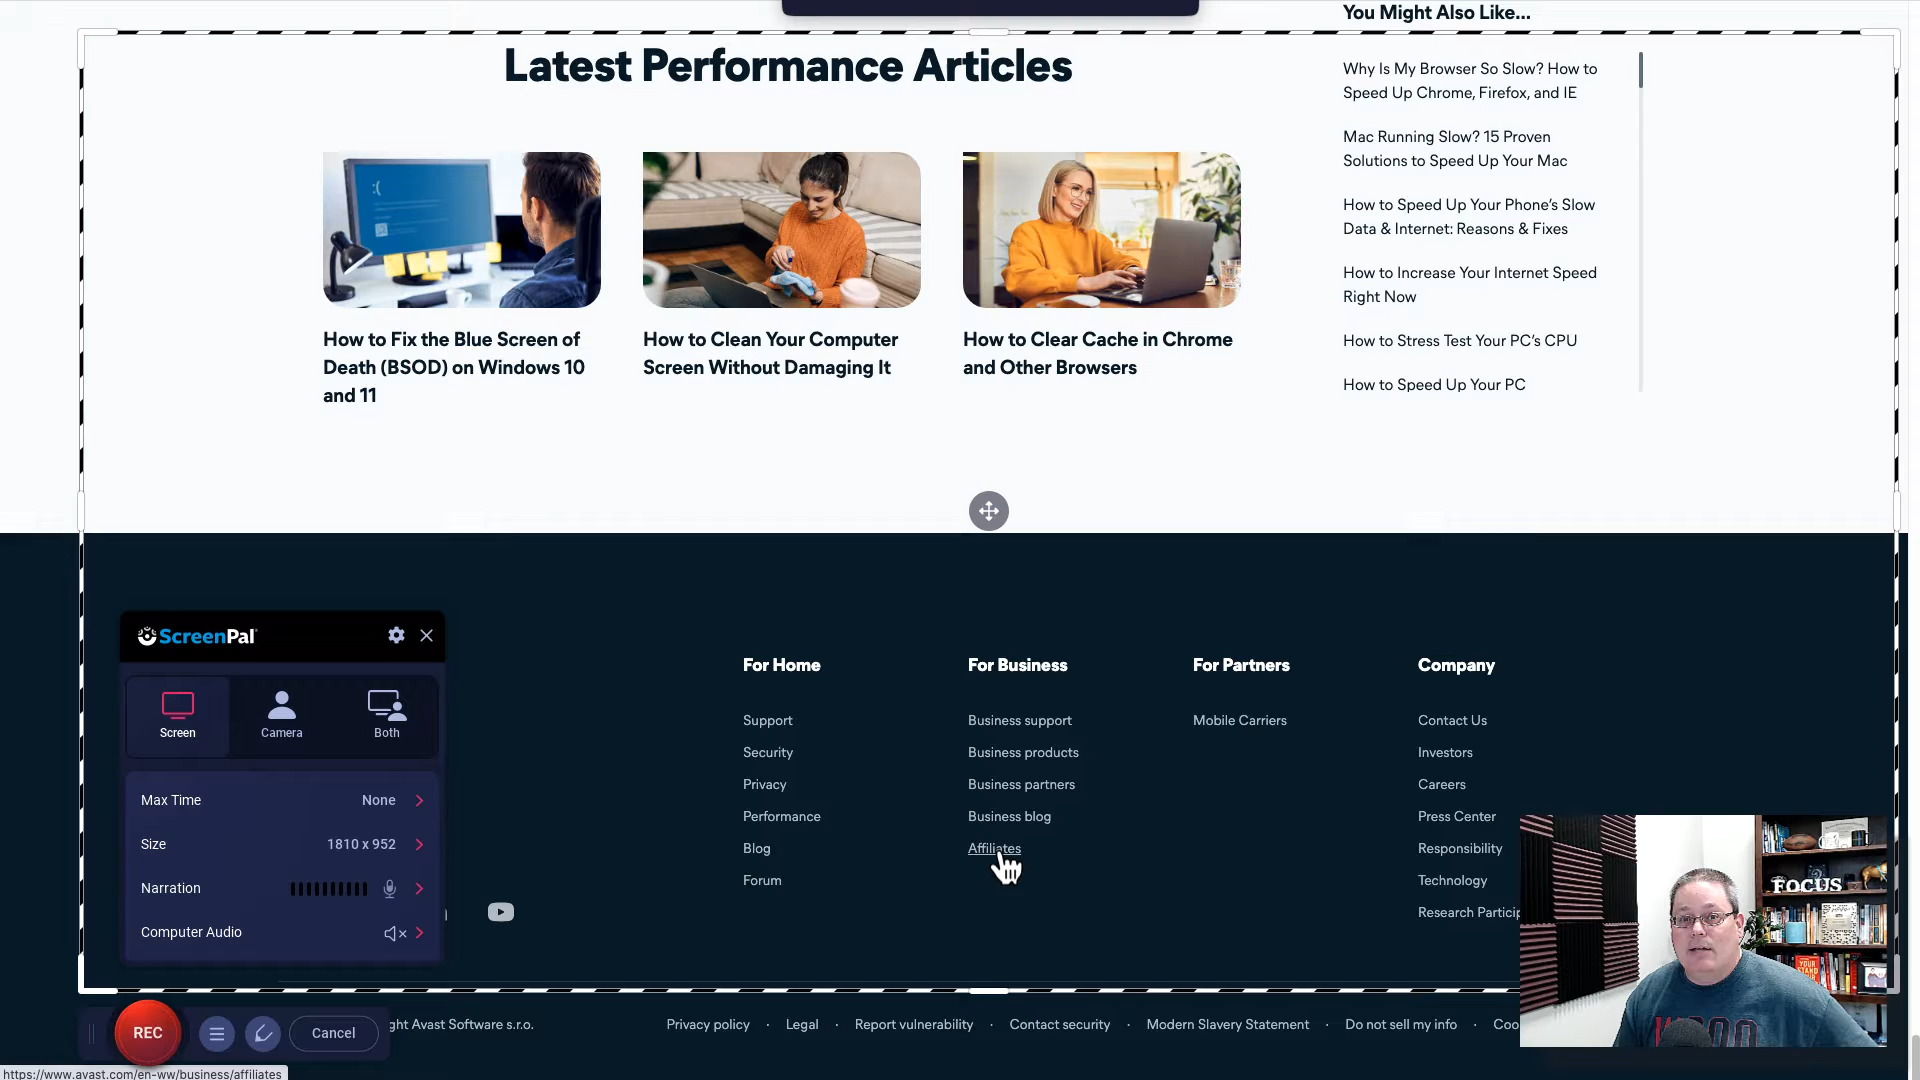 You Might Also Like...
Latest Performance Articles
Why Is My Browser So Slow? How to
Speed Up Chrome, Firefox, and IE
Mac Running Slow? 15 Proven
Solutions to Speed Up Your Mac
How to Speed Up Your Phone's Slow
Data & Internet: Reasons & Fixes
How to Increase Your Internet Speed
Right Now
How to Stress Test Your PC's CPU
How to Speed Up Your PC
How to Fix the Blue Screen of
Death (BSOD) on Windows 10
and 11
How to Clean Your Computer
Screen Without Damaging It
How to Clear Cache in Chrome
and Other Browsers
ScreenPal
Screen
Camera
Both
Max Time None
Size 1810 x 952
Narration
Computer Audio
REC
Cancel
For Home
Support
Security
Privacy
Performance
Blog
Forum
For Business
Business support
Business products
Business partners
Business blog
Affiliates
For Partners
Mobile Carriers
Company
Contact Us
Investors
Careers
Press Center
Responsibility
Technology
Research Particip
FOCUS
ght Avast Software s.r.o.
Privacy policy · Legal · Report vulnerability · Contact security · Modern Slavery Statement · Do not sell my info · Coo
https://www.avast.com/en-ww/business/affiliates